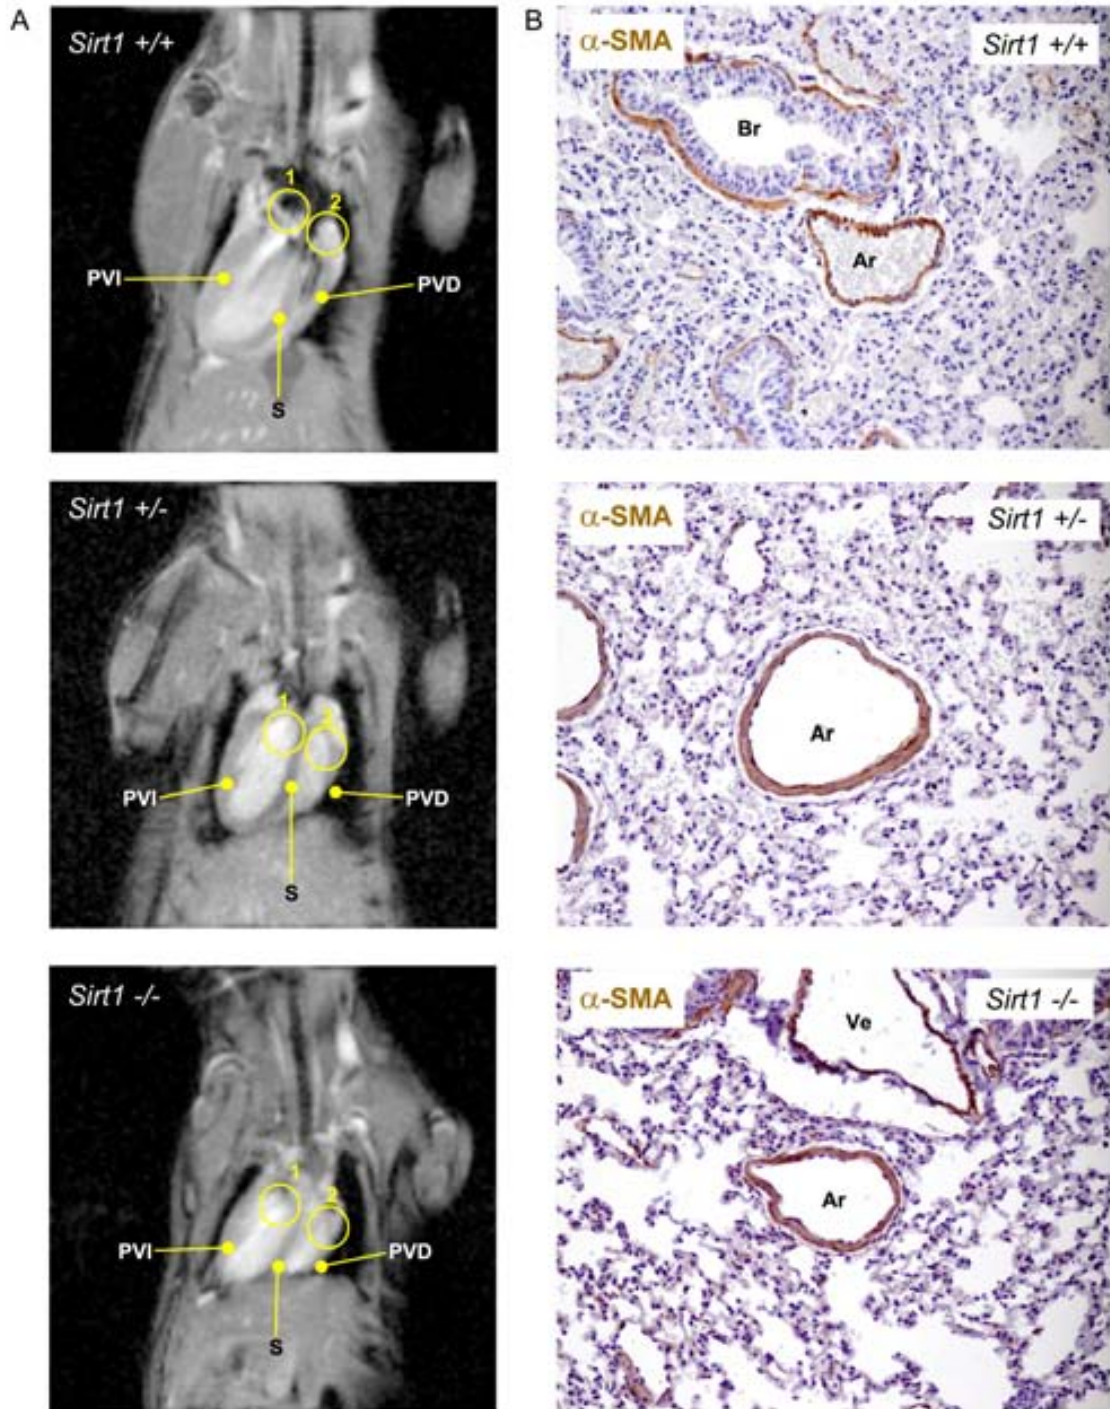 A
B
Sirt1 +/+
1
2
PVI
PVD
S
α-SMA
Sirt1 +/+
Br
Ar
Sirt1 +/-
1
2
PVI
PVD
S
α-SMA
Sirt1 +/-
Ar
Sirt1 -/-
1
2
PVI
PVD
S
α-SMA
Sirt1 -/-
Ve
Ar